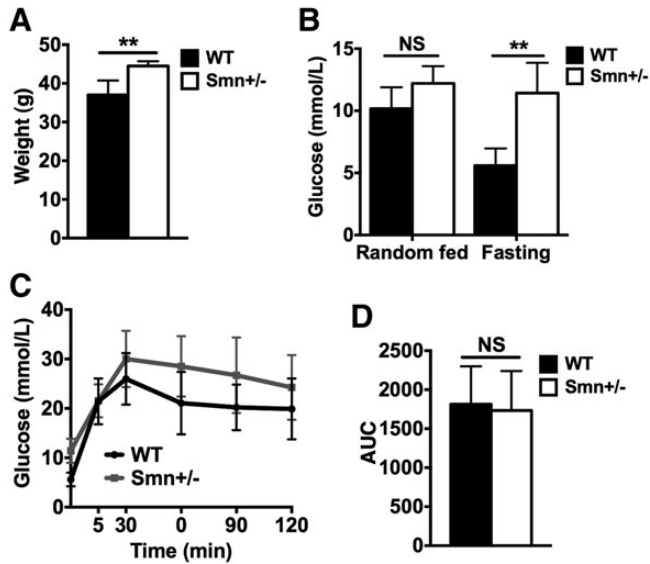 A
**
WT
Smn+/-
Weight (g)
50
40
30
20
10
0
B
NS
**
WT
Smn+/-
Glucose (mmol/L)
15
10
5
0
Random fed
Fasting
C
Glucose (mmol/L)
40
30
20
10
0
WT
Smn+/-
5 30 0 90 120
Time (min)
D
NS
WT
Smn+/-
AUC
2500
2000
1500
1000
500
0